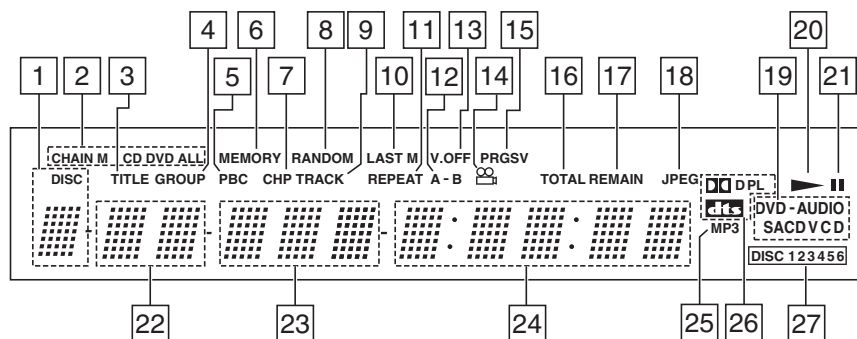 4 6 8 9 11 13 15 20
1 2 3 5 7 10 12 14 16 17 18 19 21
CHAIN M CD DVD ALL MEMORY RANDOM LAST M V.OFF PRGSV
DISC TITLE GROUP PBC CHP TRACK REPEAT A - B TOTAL REMAIN JPEG D PL
dts DVD - AUDIO
MP3 SACD V C D
DISC 1 2 3 4 5 6
22 23 24 25 26 27